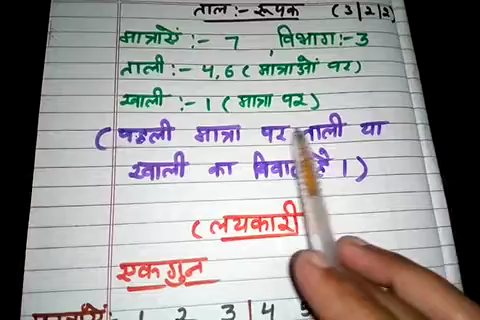 ताल:- रूपक (3|2|2)
मात्राएँ:- 7 , विभाग:-3
ताली:- 4,6 (मात्राओं पर)
खाली:- 1 (मात्रा पर)
(पहली मात्रा पर ताली या
खाली का विवाद है।)
(लयकारी
एकगुन
मात्राएँ:- 1 2 3 | 4